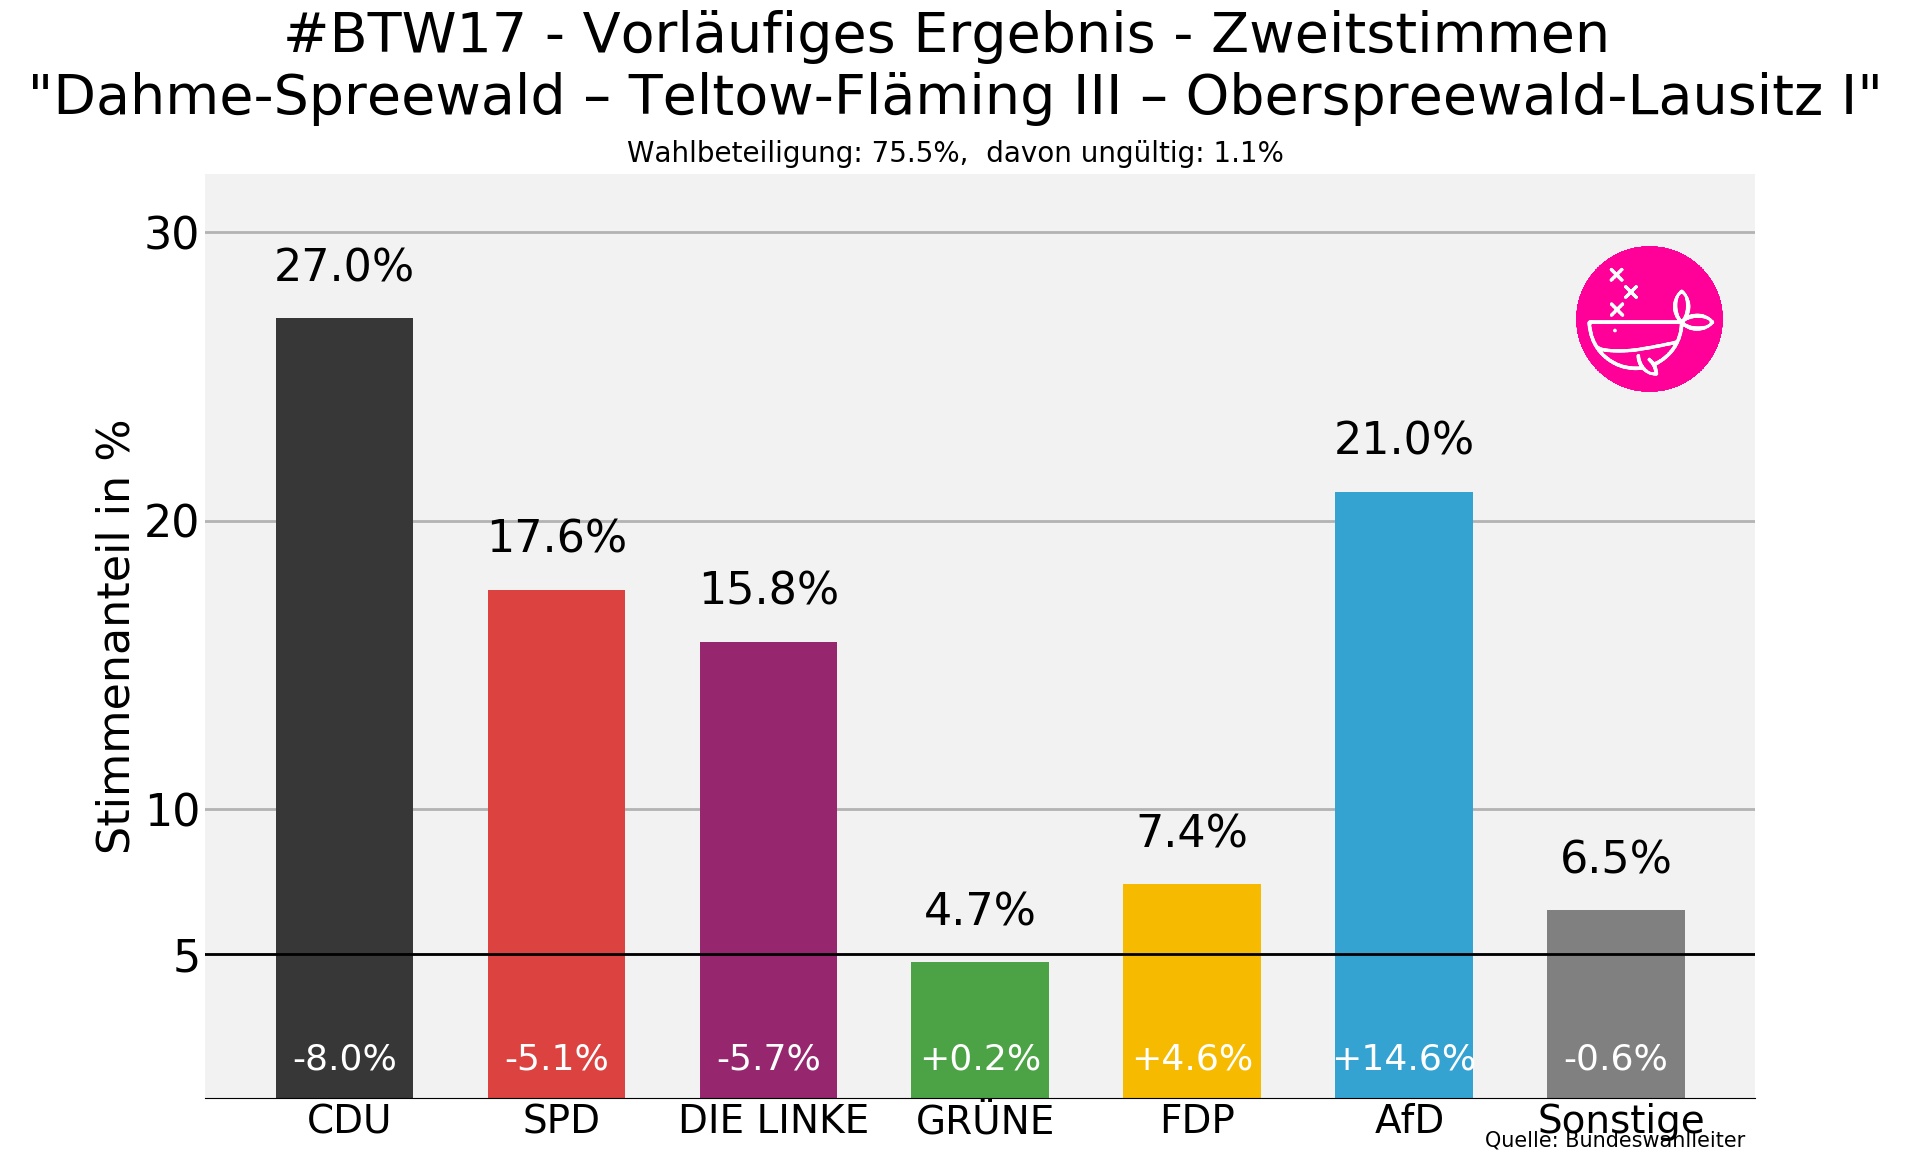 #BTW17 - Vorläufiges Ergebnis - Zweitstimmen
"Dahme-Spreewald – Teltow-Fläming III – Oberspreewald-Lausitz I"
Wahlbeteiligung: 75.5%,  davon ungültig: 1.1%
Stimmenanteil in %
30
20
10
5
27.0%
17.6%
15.8%
4.7%
7.4%
21.0%
6.5%
-8.0%
-5.1%
-5.7%
+0.2%
+4.6%
+14.6%
-0.6%
CDU
SPD
DIE LINKE
GRÜNE
FDP
AfD
Sonstige
Quelle: Bundeswahlleiter